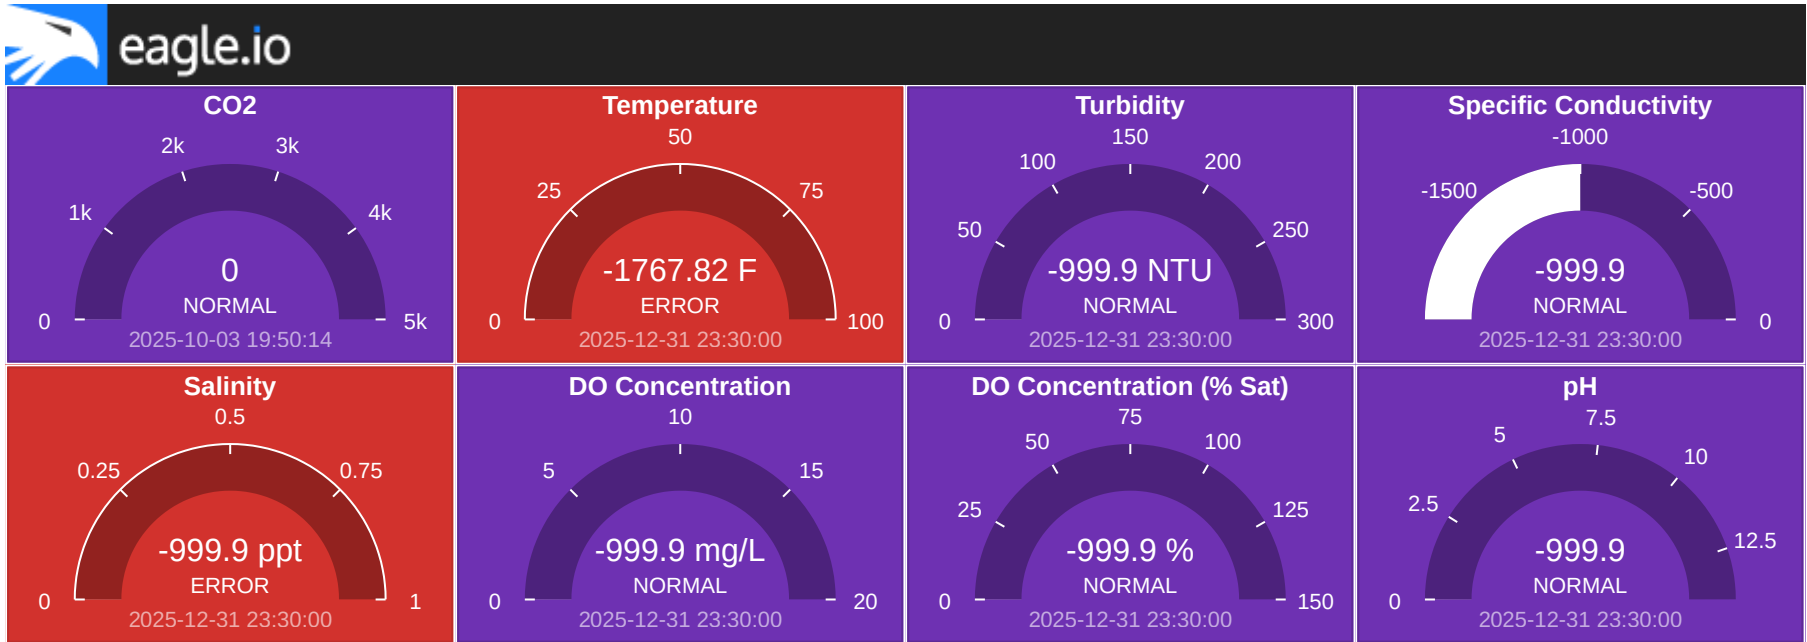 eagle.io
CO2
2k
3k
1k
4k
0
NORMAL
0
5k
2025-10-03 19:50:14
Temperature
50
25
75
-1767.82 F
ERROR
0
100
2025-12-31 23:30:00
Turbidity
150
100
200
50
250
-999.9 NTU
NORMAL
0
300
2025-12-31 23:30:00
Specific Conductivity
-1000
-1500
-500
-999.9
NORMAL
0
2025-12-31 23:30:00
Salinity
0.5
0.25
0.75
-999.9 ppt
ERROR
0
1
2025-12-31 23:30:00
DO Concentration
10
5
15
-999.9 mg/L
NORMAL
0
20
2025-12-31 23:30:00
DO Concentration (% Sat)
75
50
100
25
125
-999.9 %
NORMAL
0
150
2025-12-31 23:30:00
pH
7.5
5
10
2.5
12.5
-999.9
NORMAL
0
2025-12-31 23:30:00